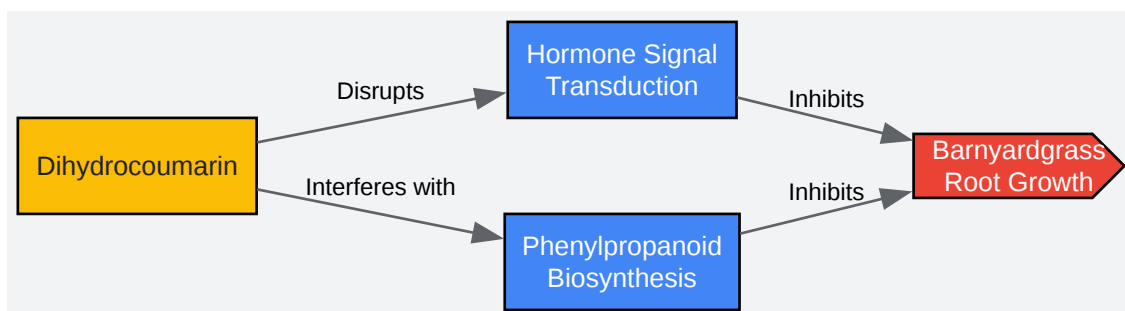 Hormone Signal
Transduction
Disrupts
Inhibits
Dihydrocoumarin
Barnyardgrass
Root Growth
Interferes with
Inhibits
Phenylpropanoid
Biosynthesis